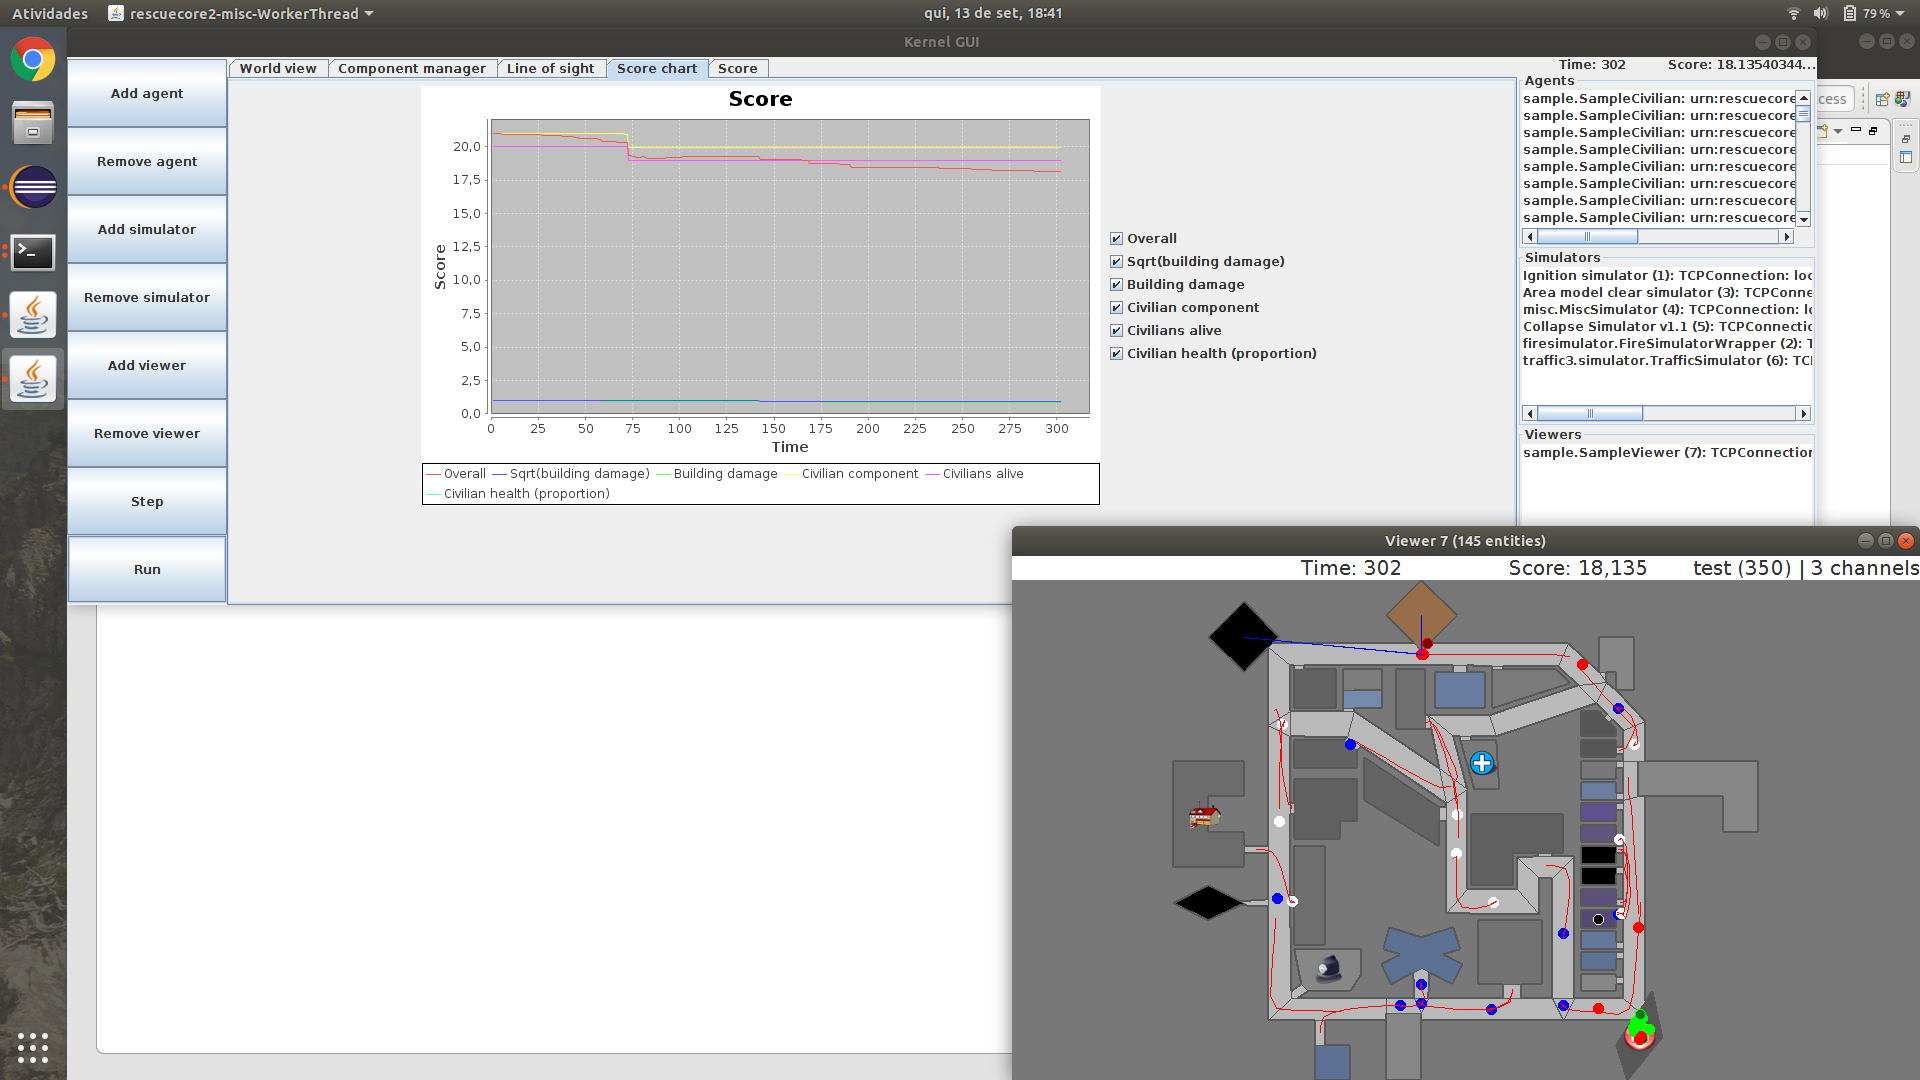 Atividades
rescuecore2-misc-WorkerThread
qui, 13 de set, 18:41
79%
Kernel GUI
Add agent
Remove agent
Add simulator
Remove simulator
Add viewer
Remove viewer
Step
Run
World view
Component manager
Line of sight
Score chart
Score
Time: 302
Score: 18.13540344...
Score
Score
20,0
17,5
15,0
12,5
10,0
7,5
5,0
2,5
0,0
0 25 50 75 100 125 150 175 200 225 250 275 300
Time
Overall Sqrt(building damage) Building damage Civilian component Civilians alive
Civilian health (proportion)
Overall
Sqrt(building damage)
Building damage
Civilian component
Civilians alive
Civilian health (proportion)
Agents
sample.SampleCivilian: urn:rescuecore
sample.SampleCivilian: urn:rescuecore
sample.SampleCivilian: urn:rescuecore
sample.SampleCivilian: urn:rescuecore
sample.SampleCivilian: urn:rescuecore
sample.SampleCivilian: urn:rescuecore
sample.SampleCivilian: urn:rescuecore
sample.SampleCivilian: urn:rescuecore
Simulators
Ignition simulator (1): TCPConnection: loc
Area model clear simulator (3): TCPConne
misc.MiscSimulator (4): TCPConnection: lo
Collapse Simulator v1.1 (5): TCPConnectio
firesimulator.FireSimulatorWrapper (2): T
traffic3.simulator.TrafficSimulator (6): TCI
Viewers
sample.SampleViewer (7): TCPConnection
cess
Viewer 7 (145 entities)
Time: 302
Score: 18,135
test (350) | 3 channels